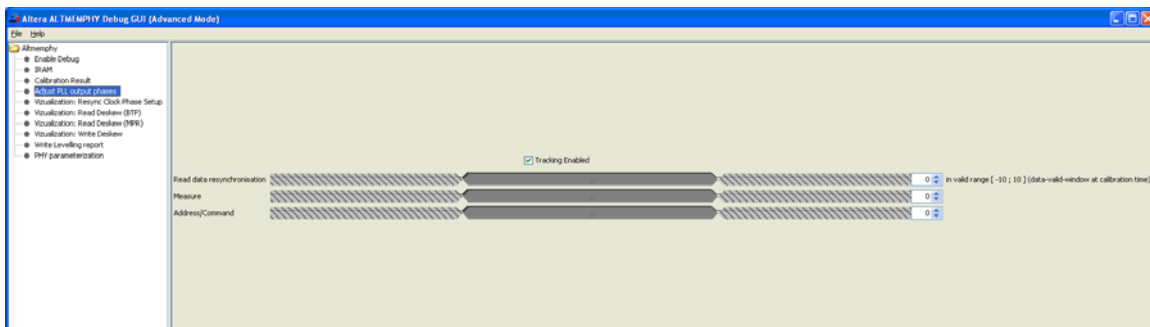 Altera ALTMEMPHY Debug GUI (Advanced Mode)
File Help
Altmemphy
Enable Debug
IRAM
Calibration Result
Adjust PLL output phases
Vizualization: Resync Clock Phase Setup
Vizualization: Read Deskew (BTP)
Vizualization: Read Deskew (MPR)
Vizualization: Write Deskew
Write Levelling report
PHY parameterization
Tracking Enabled
Read data resynchronisation 0 in valid range [ -10 ; 10 ] (data-valid-window at calibration time)
Measure 0
Address/Command 0